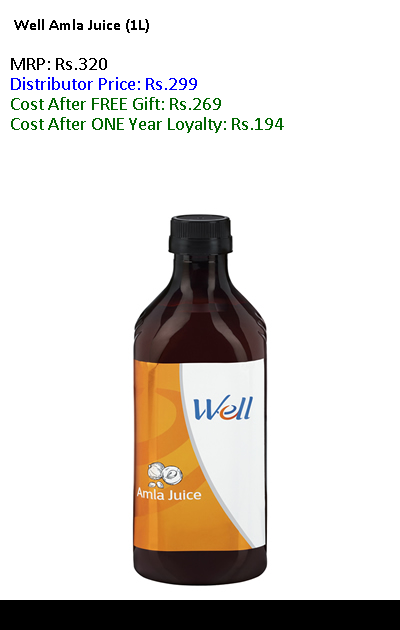 Well Amla Juice (1L)
MRP: Rs.320
Distributor Price: Rs.299
Cost After FREE Gift: Rs.269
Cost After ONE Year Loyalty: Rs.194
Well
Amla Juice